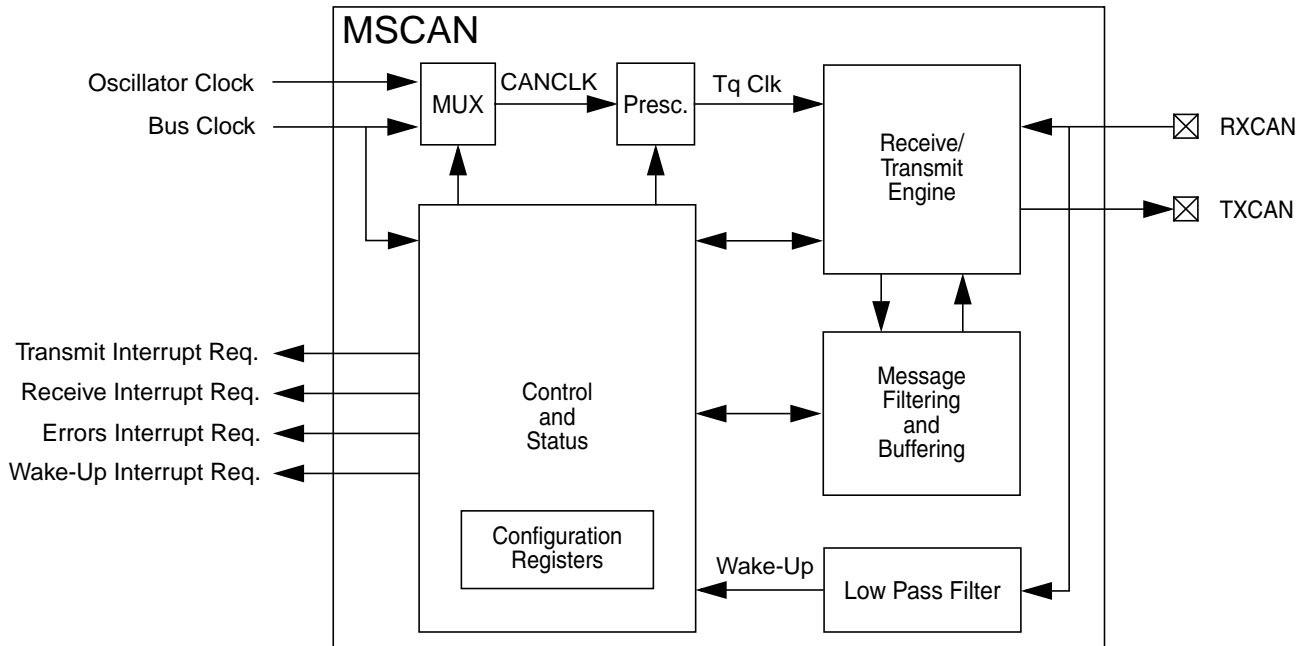 MSCAN
Oscillator Clock
Bus Clock
MUX
CANCLK
Presc.
Tq Clk
Receive/
Transmit
Engine
RXCAN
TXCAN
Transmit Interrupt Req.
Receive Interrupt Req.
Errors Interrupt Req.
Wake-Up Interrupt Req.
Control
and
Status
Message
Filtering
and
Buffering
Configuration
Registers
Wake-Up
Low Pass Filter